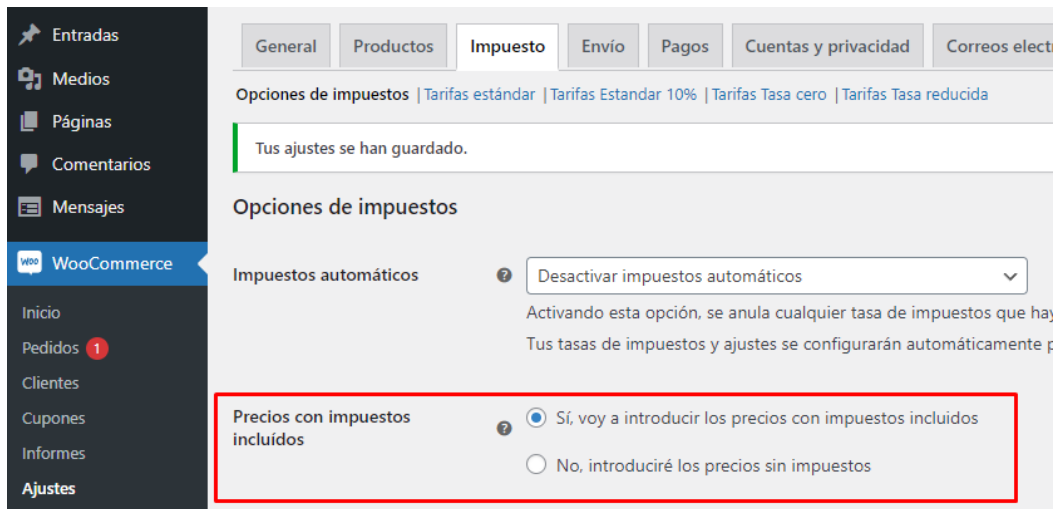 Entradas
Medios
Páginas
Comentarios
Mensajes
WOO WooCommerce
Inicio
Pedidos 1
Clientes
Cupones
Informes
Ajustes
General Productos Impuesto Envío Pagos Cuentas y privacidad Correos elect
Opciones de impuestos | Tarifas estándar | Tarifas Estandar 10% | Tarifas Tasa cero | Tarifas Tasa reducida
Tus ajustes se han guardado.
Opciones de impuestos
Impuestos automáticos ? Desactivar impuestos automáticos
Activando esta opción, se anula cualquier tasa de impuestos que hay
Tus tasas de impuestos y ajustes se configurarán automáticamente p
Precios con impuestos
incluídos ?
Sí, voy a introducir los precios con impuestos incluidos
No, introduciré los precios sin impuestos